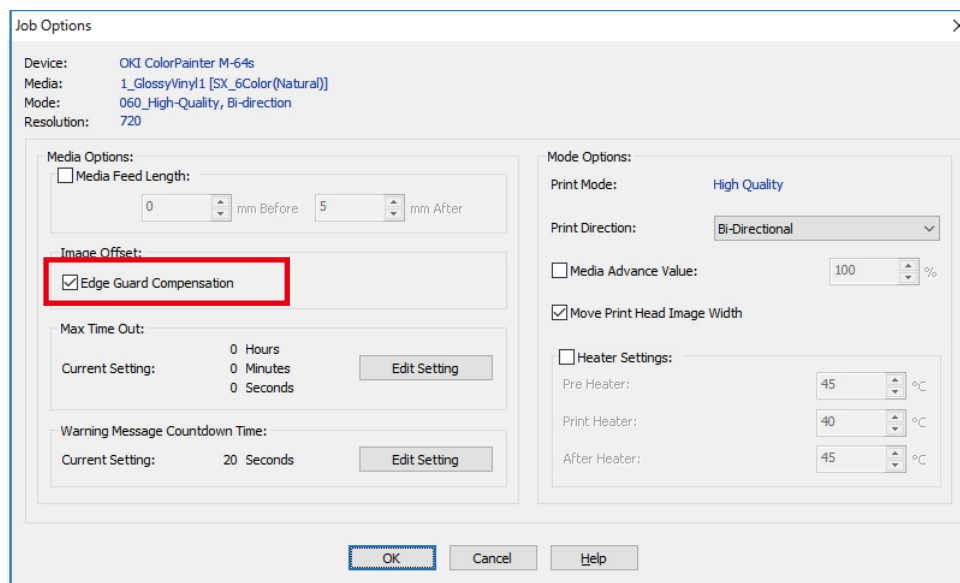 Job Options
Device: OKI ColorPainter M-64s
Media: 1_GlossyVinyl1 [SX_6Color(Natural)]
Mode: 060_High-Quality, Bi-direction
Resolution: 720
Media Options:
Media Feed Length:
0 mm Before 5 mm After
Image Offset:
Edge Guard Compensation
Max Time Out:
0 Hours
Current Setting: 0 Minutes Edit Setting
0 Seconds
Warning Message Countdown Time:
Current Setting: 20 Seconds Edit Setting
Mode Options:
Print Mode: High Quality
Print Direction: Bi-Directional
Media Advance Value: 100 %
Move Print Head Image Width
Heater Settings:
Pre Heater: 45 °C
Print Heater: 40 °C
After Heater: 45 °C
OK Cancel Help